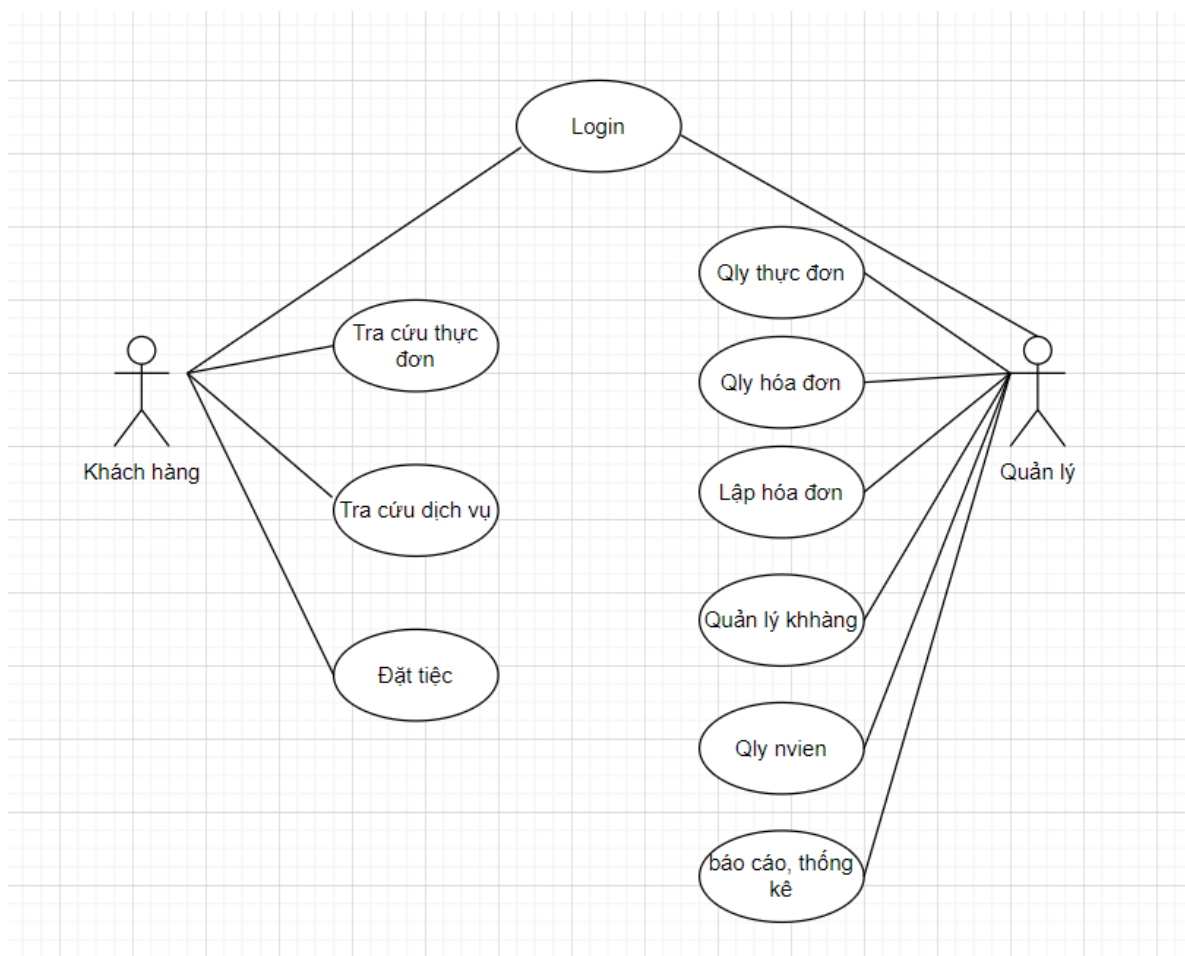 Login
Qly thực đơn
Tra cứu thực
đơn
Qly hóa đơn
Khách hàng
Quản lý
Lập hóa đơn
Tra cứu dịch vụ
Quản lý khhàng
Đặt tiệc
Qly nvien
báo cáo, thống
kê